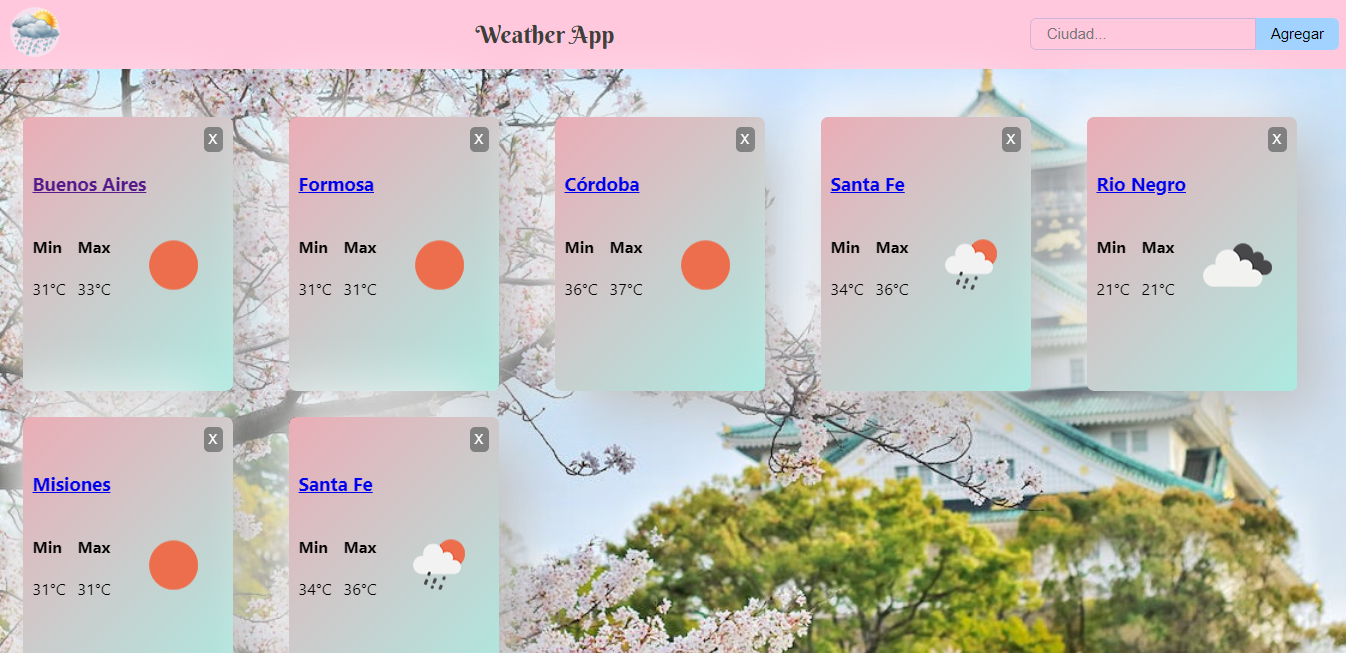 Weather App
Ciudad...
Agregar
X
Buenos Aires
Min Max
31°C 33°C
X
Formosa
Min Max
31°C 31°C
X
Córdoba
Min Max
36°C 37°C
X
Santa Fe
Min Max
34°C 36°C
X
Rio Negro
Min Max
21°C 21°C
X
Misiones
Min Max
31°C 31°C
X
Santa Fe
Min Max
34°C 36°C